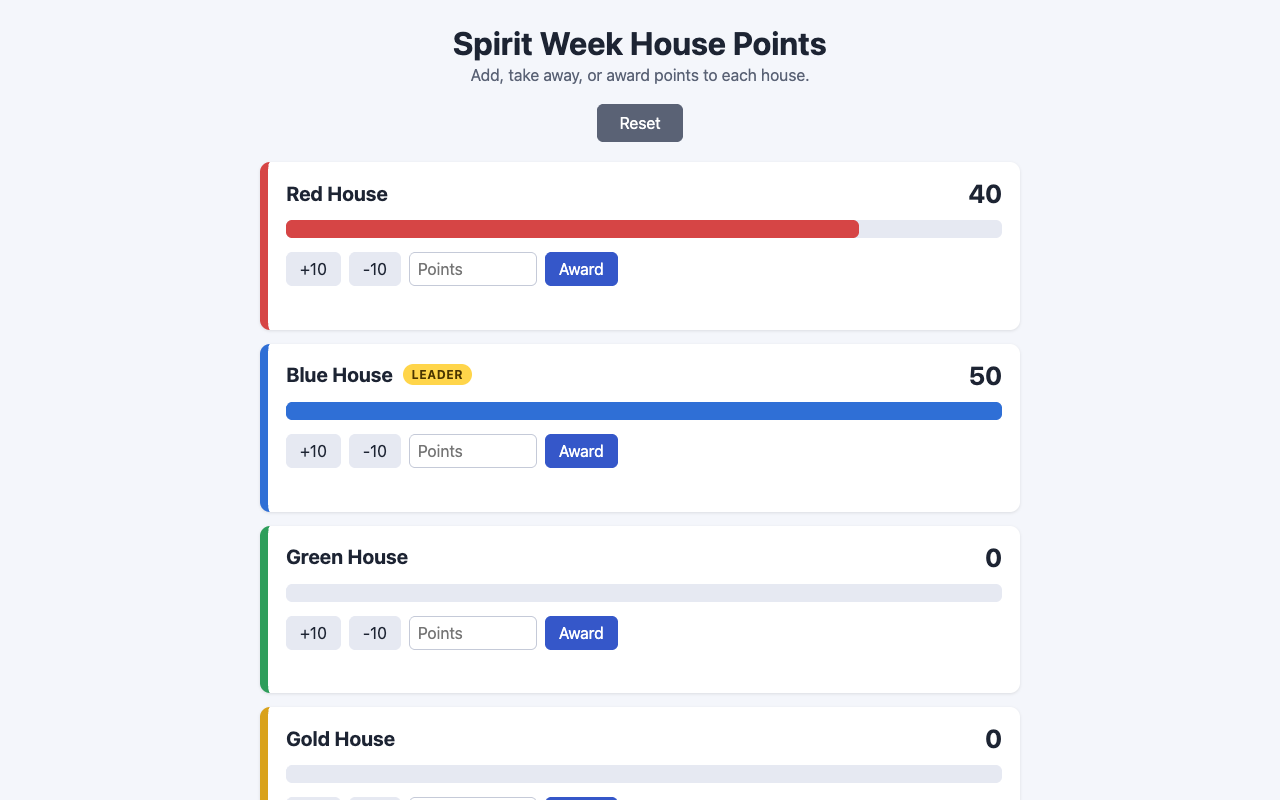 Spirit Week House Points
Add, take away, or award points to each house.
Reset
Red House 40
+10 -10 Points Award
Blue House LEADER 50
+10 -10 Points Award
Green House 0
+10 -10 Points Award
Gold House 0